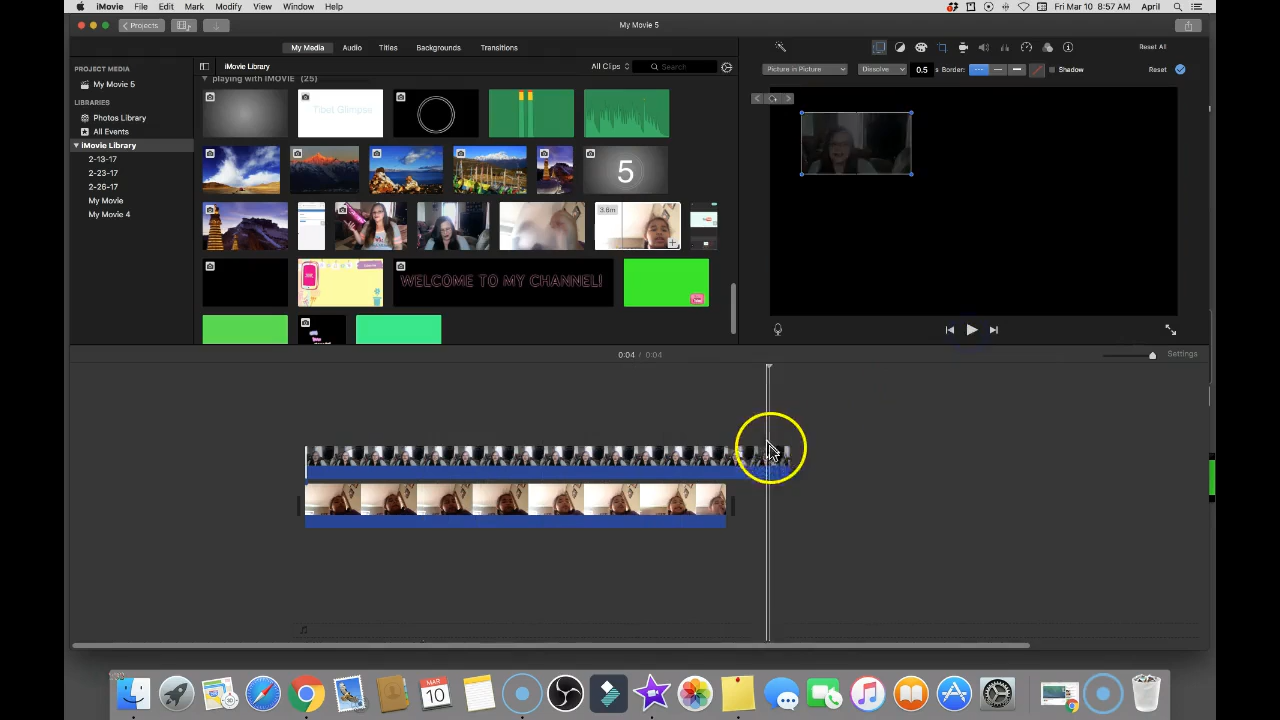 iMovie File Edit Mark Modify View Window Help
Fri Mar 10 8:57 AM April
Projects My Movie 5
My Media Audio Titles Backgrounds Transitions Reset All
PROJECT MEDIA
My Movie 5
LIBRARIES
Photos Library
All Events
iMovie Library
2-13-17
2-23-17
2-26-17
My Movie
My Movie 4
iMovie Library All Clips Search
playing with iMOVIE (25)
Tibet Glimpse
5
3.6m
WELCOME TO MY CHANNEL!
Picture in Picture Dissolve 0.5 s Border: Shadow Reset
0:04 / 0:04 Settings
MAR
10